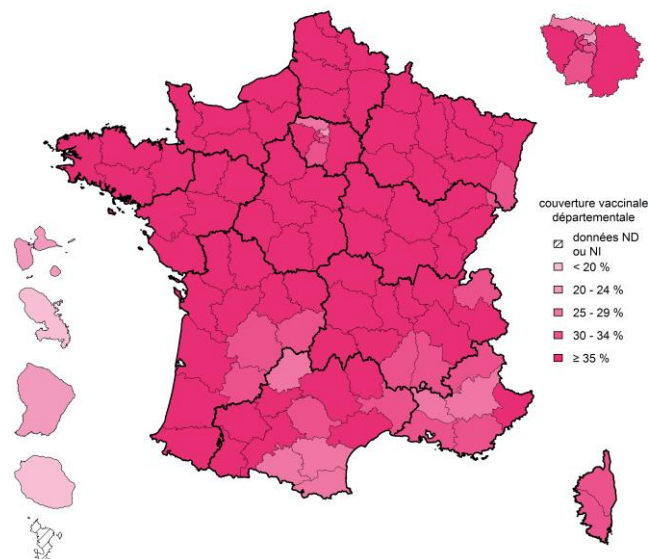 couverture vaccinale
départementale
données ND
ou NI
< 20 %
20 - 24 %
25 - 29 %
30 - 34 %
≥ 35 %